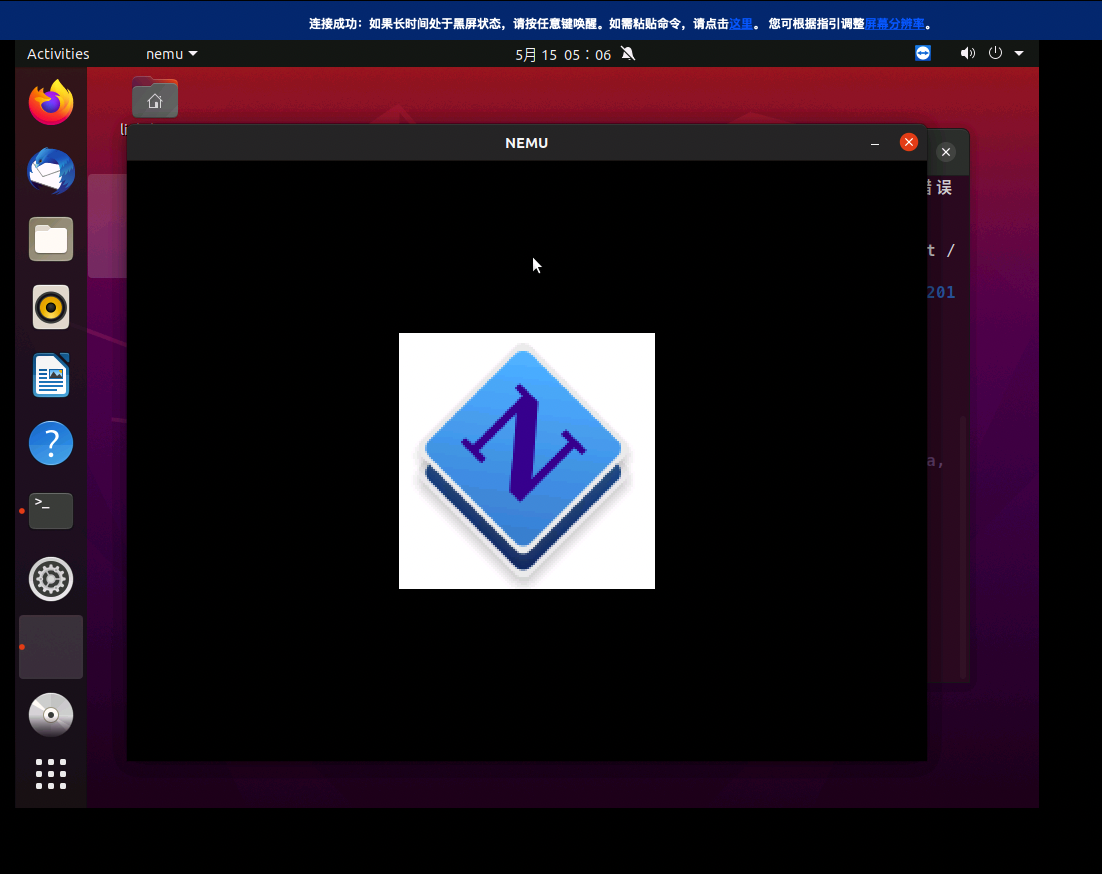 连接成功：如果长时间处于黑屏状态，请按任意键唤醒。如需粘贴命令，请点击这里。 您可根据指引调整屏幕分辨率。
Activities nemu 5月 15 05：06
li
NEMU
错误
t /
201
a,
>_
?
N